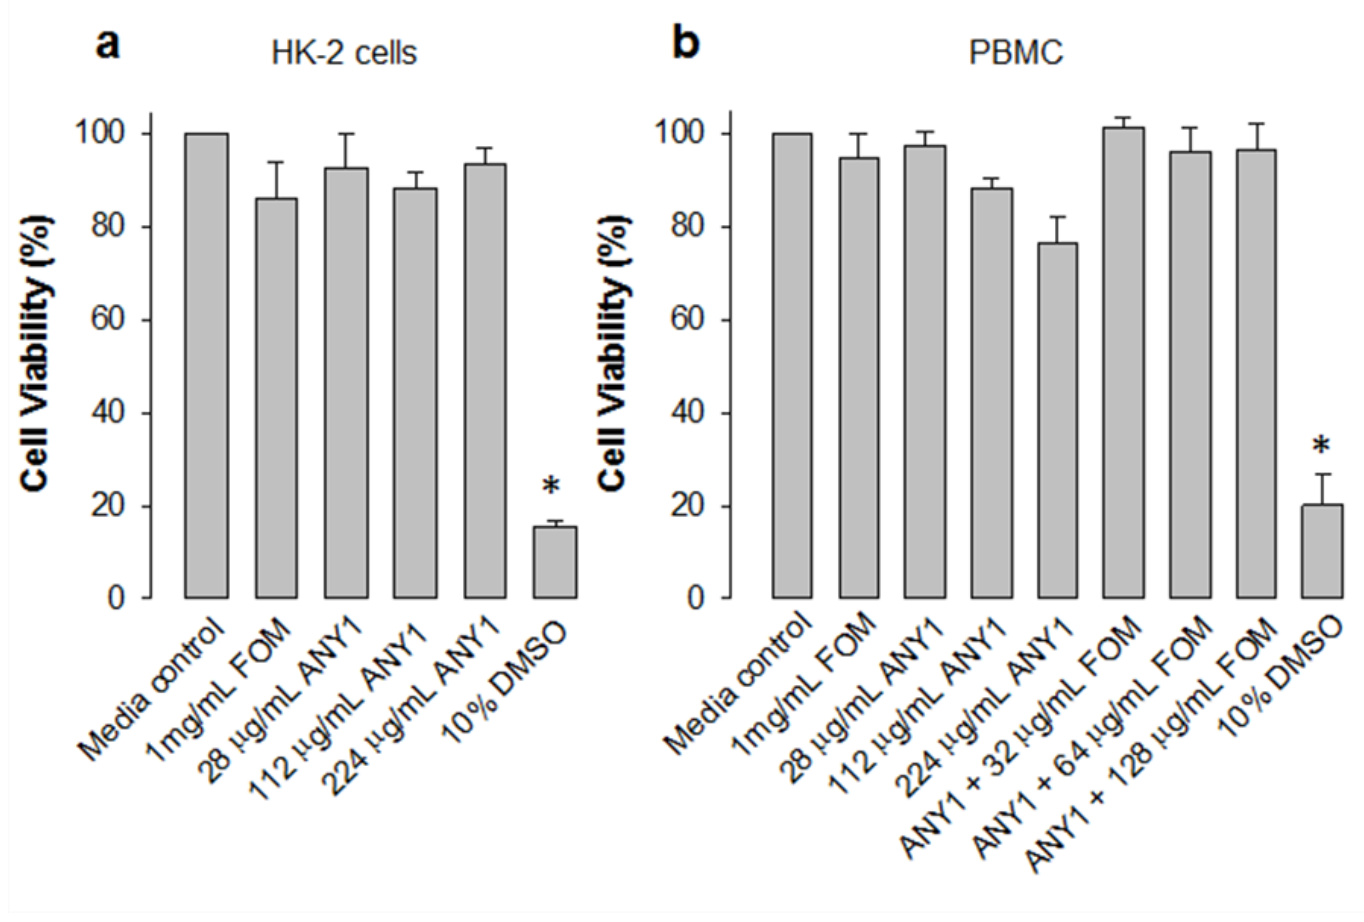 a
HK-2 cells
Cell Viability (%)
100
80
60
40
20
0
*
Media control
1mg/mL FOM
28 µg/mL ANY1
112 µg/mL ANY1
224 µg/mL ANY1
10% DMSO
b
PBMC
Cell Viability (%)
100
80
60
40
20
0
*
Media control
1mg/mL FOM
28 µg/mL ANY1
112 µg/mL ANY1
224 µg/mL ANY1
ANY1 + 32 µg/mL FOM
ANY1 + 64 µg/mL FOM
ANY1 + 128 µg/mL FOM
10% DMSO